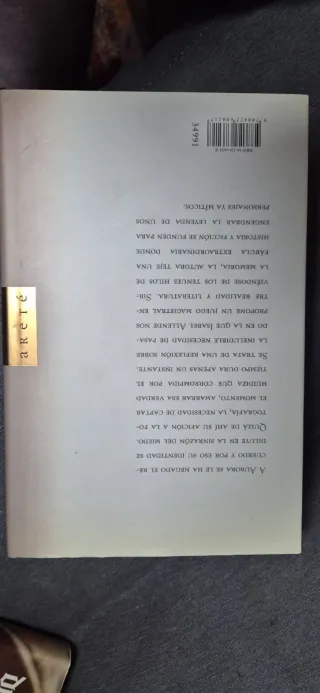 A Aurora se le ha negado el re-
cuerdo y por eso su identidad se
diluye en la sinrazón del miedo.
Quizá de ahí su afición a la fo-
tografía, la necesidad de captar
el momento, amarrar esa verdad
huidiza que corrompida por el
tiempo dura apenas un instante.
Se trata de una reflexión sobre
la ineludible necesidad de pasa-
do en la que Isabel Allende nos
propone un juego magistral en-
tre realidad y literatura. Sir-
viéndose de los tenues hilos de
la memoria, la autora teje una
fábula extraordinaria donde
historia y ficción se funden para
engendrar la leyenda de unos
personajes ya míticos.
34991
areté